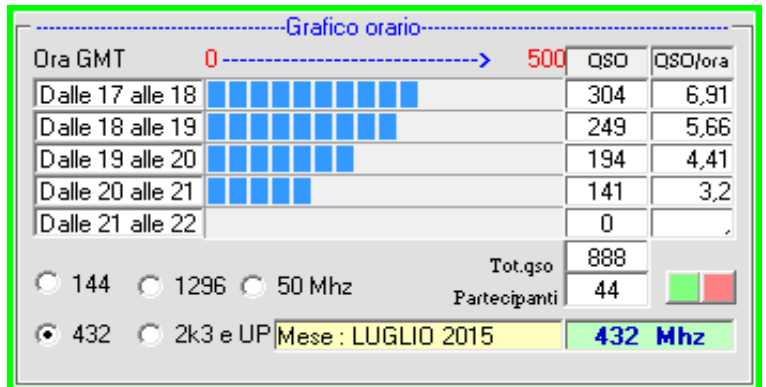 Grafico orario
Ora GMT 0 -----------------------------> 500 QSO QSO/ora
Dalle 17 alle 18 304 6,91
Dalle 18 alle 19 249 5,66
Dalle 19 alle 20 194 4,41
Dalle 20 alle 21 141 3,2
Dalle 21 alle 22 0 ,
Tot.qso 888
144 1296 50 Mhz Partecipanti 44
432 2k3 e UP Mese : LUGLIO 2015 432 Mhz